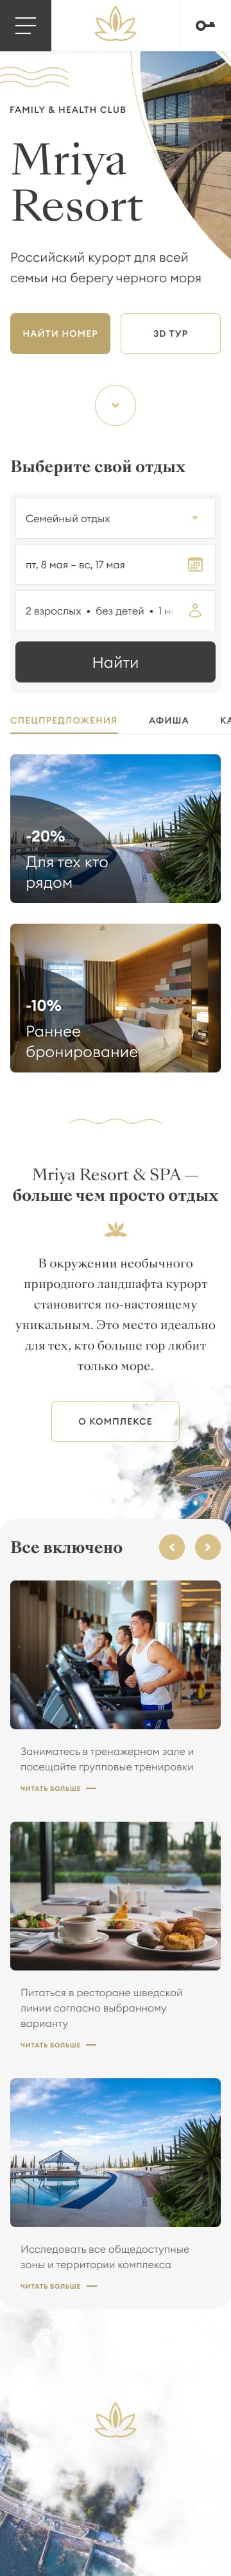 FAMILY & HEALTH CLUB
Mriya
Resort
Российский курорт для всей
семьи на берегу черного моря
НАЙТИ НОМЕР
3D ТУР
Выберите свой отдых
Семейный отдых
пт, 8 мая – вс, 17 мая
2 взрослых • без детей • 1 но
Найти
СПЕЦПРЕДЛОЖЕНИЯ АФИША КА
-20%
Для тех кто
рядом
-10%
Раннее
бронирование
Mriya Resort & SPA —
больше чем просто отдых
В окружении необычного
природного ландшафта курорт
становится по-настоящему
уникальным. Это место идеально
для тех, кто больше гор любит
только море.
О КОМПЛЕКСЕ
Все включено
Заниматесь в тренажерном зале и
посещайте групповые тренировки
ЧИТАТЬ БОЛЬШЕ
Питаться в ресторане шведской
линии согласно выбранному
варианту
ЧИТАТЬ БОЛЬШЕ
Исследовать все общедоступные
зоны и территории комплекса
ЧИТАТЬ БОЛЬШЕ